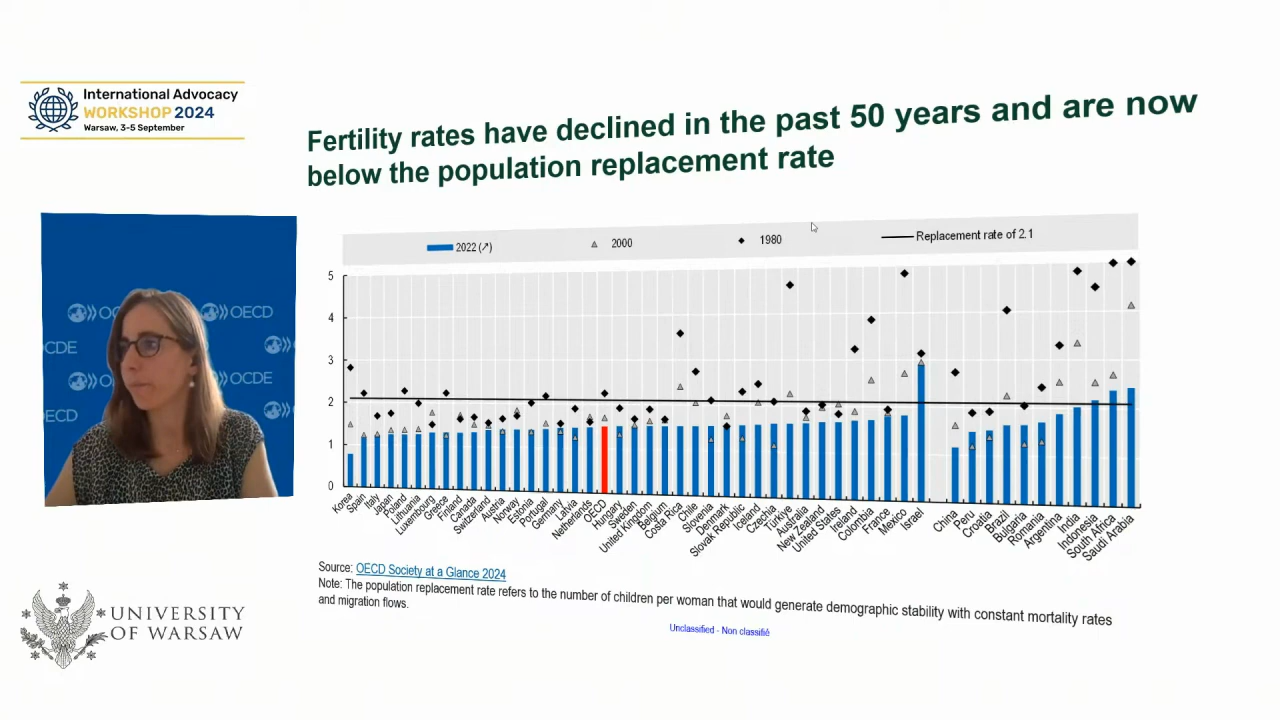 International Advocacy
WORKSHOP 2024
Warsaw, 3-5 September
Fertility rates have declined in the past 50 years and are now
below the population replacement rate
2022 (↗)
2000
1980
Replacement rate of 2.1
5
4
3
2
1
0
Korea
Spain
Italy
Japan
Poland
Lithuania
Luxembourg
Greece
Finland
Canada
Switzerland
Austria
Norway
Estonia
Portugal
Germany
Latvia
Netherlands
OECD
Hungary
Sweden
United Kingdom
Belgium
Costa Rica
Chile
Slovenia
Denmark
Slovak Republic
Iceland
Czechia
Türkiye
Australia
New Zealand
United States
Ireland
Colombia
France
Mexico
Israel
China
Peru
Croatia
Brazil
Bulgaria
Romania
Argentina
India
Indonesia
South Africa
Saudi Arabia
OECD
CDE
OCDE
OECD
Source: OECD Society at a Glance 2024
Note: The population replacement rate refers to the number of children per woman that would generate demographic stability with constant mortality rates
and migration flows.
Unclassified - Non classifié
UNIVERSITY
OF WARSAW